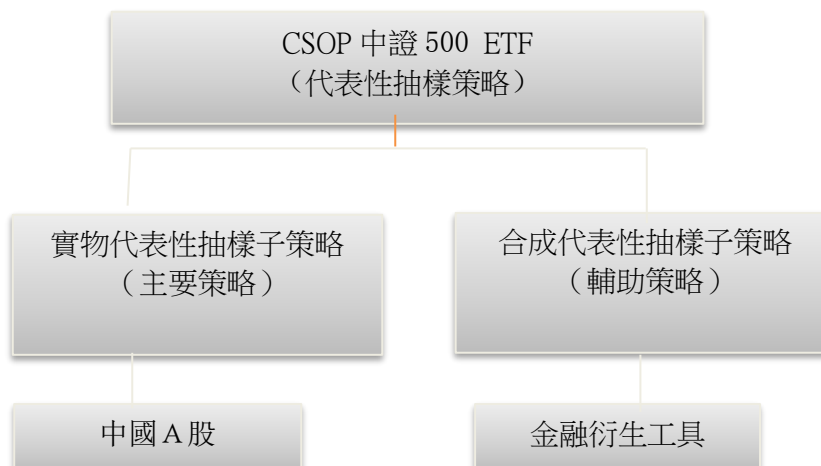 CSOP 中證 500 ETF
（代表性抽樣策略）
實物代表性抽樣子策略
（主要策略）
合成代表性抽樣子策略
（輔助策略）
中國A股
金融衍生工具